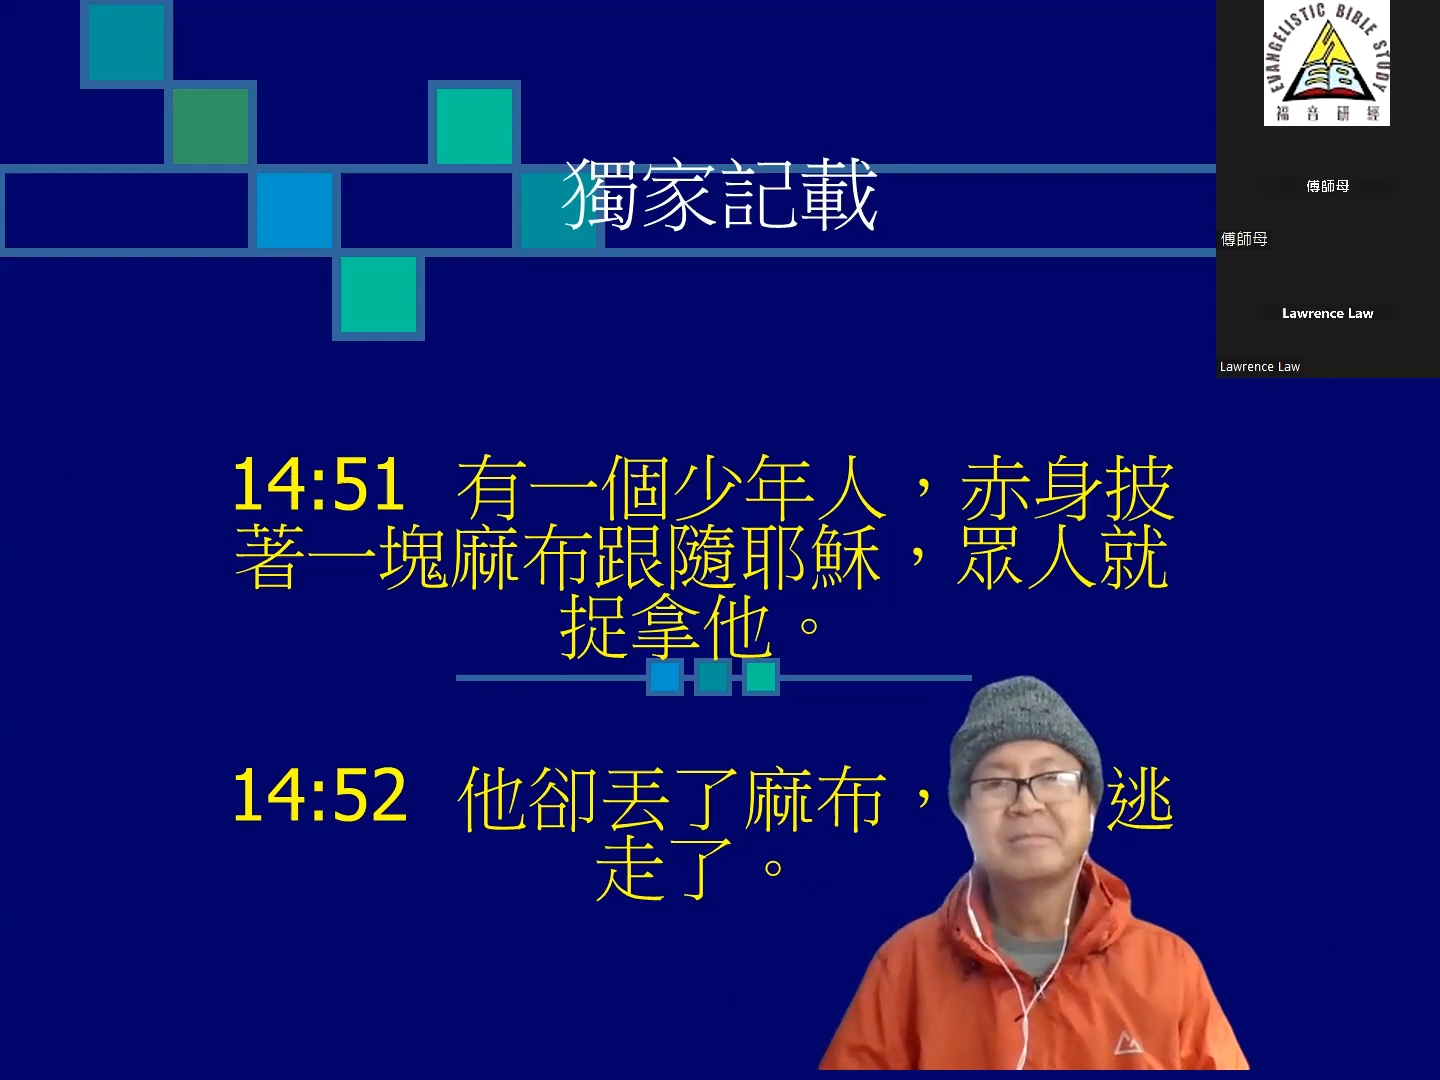 獨家記載
14:51 有一個少年人，赤身披
著一塊麻布跟隨耶穌，眾人就
捉拿他。
14:52 他卻丟了麻布，
逃
走了。
EVANGELISTIC BIBLE STUDY
福音研經
傅師母
傅師母
Lawrence Law
Lawrence Law